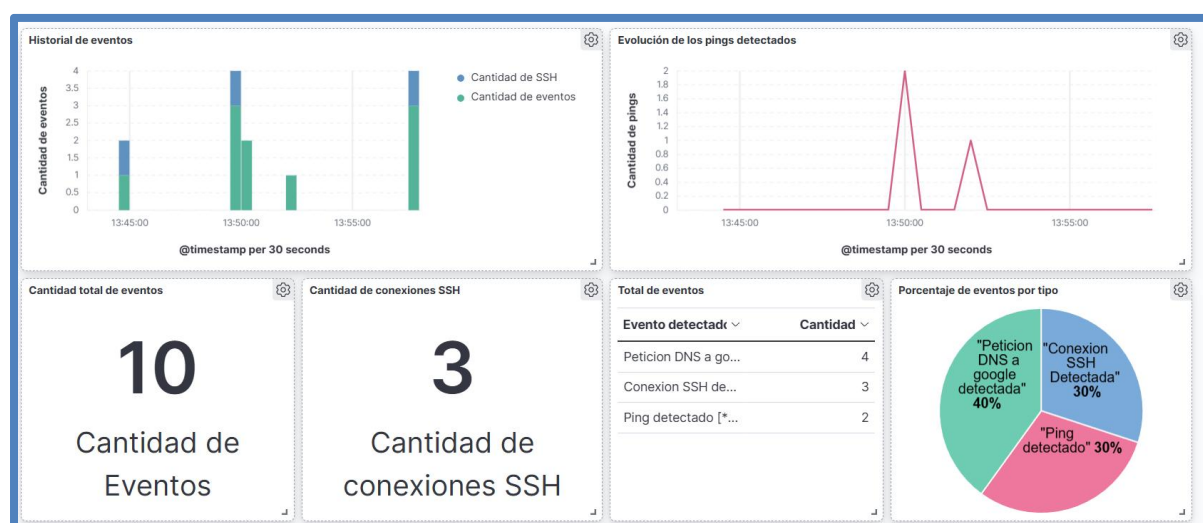 Historial de eventos
Cantidad de eventos
4
3.5
3
2.5
2
1.5
1
0.5
0
13:45:00
13:50:00
13:55:00
@timestamp per 30 seconds
Cantidad de SSH
Cantidad de eventos
Evolución de los pings detectados
Cantidad de pings
2
1.8
1.6
1.4
1.2
1
0.8
0.6
0.4
0.2
0
13:45:00
13:50:00
13:55:00
@timestamp per 30 seconds
Cantidad total de eventos
10
Cantidad de
Eventos
Cantidad de conexiones SSH
3
Cantidad de
conexiones SSH
Total de eventos
Evento detectad Cantidad
Peticion DNS a go... 4
Conexion SSH de... 3
Ping detectado [*... 2
Porcentaje de eventos por tipo
"Peticion
DNS a
google
detectada"
40%
"Conexion
SSH
Detectada"
30%
"Ping
detectado" 30%